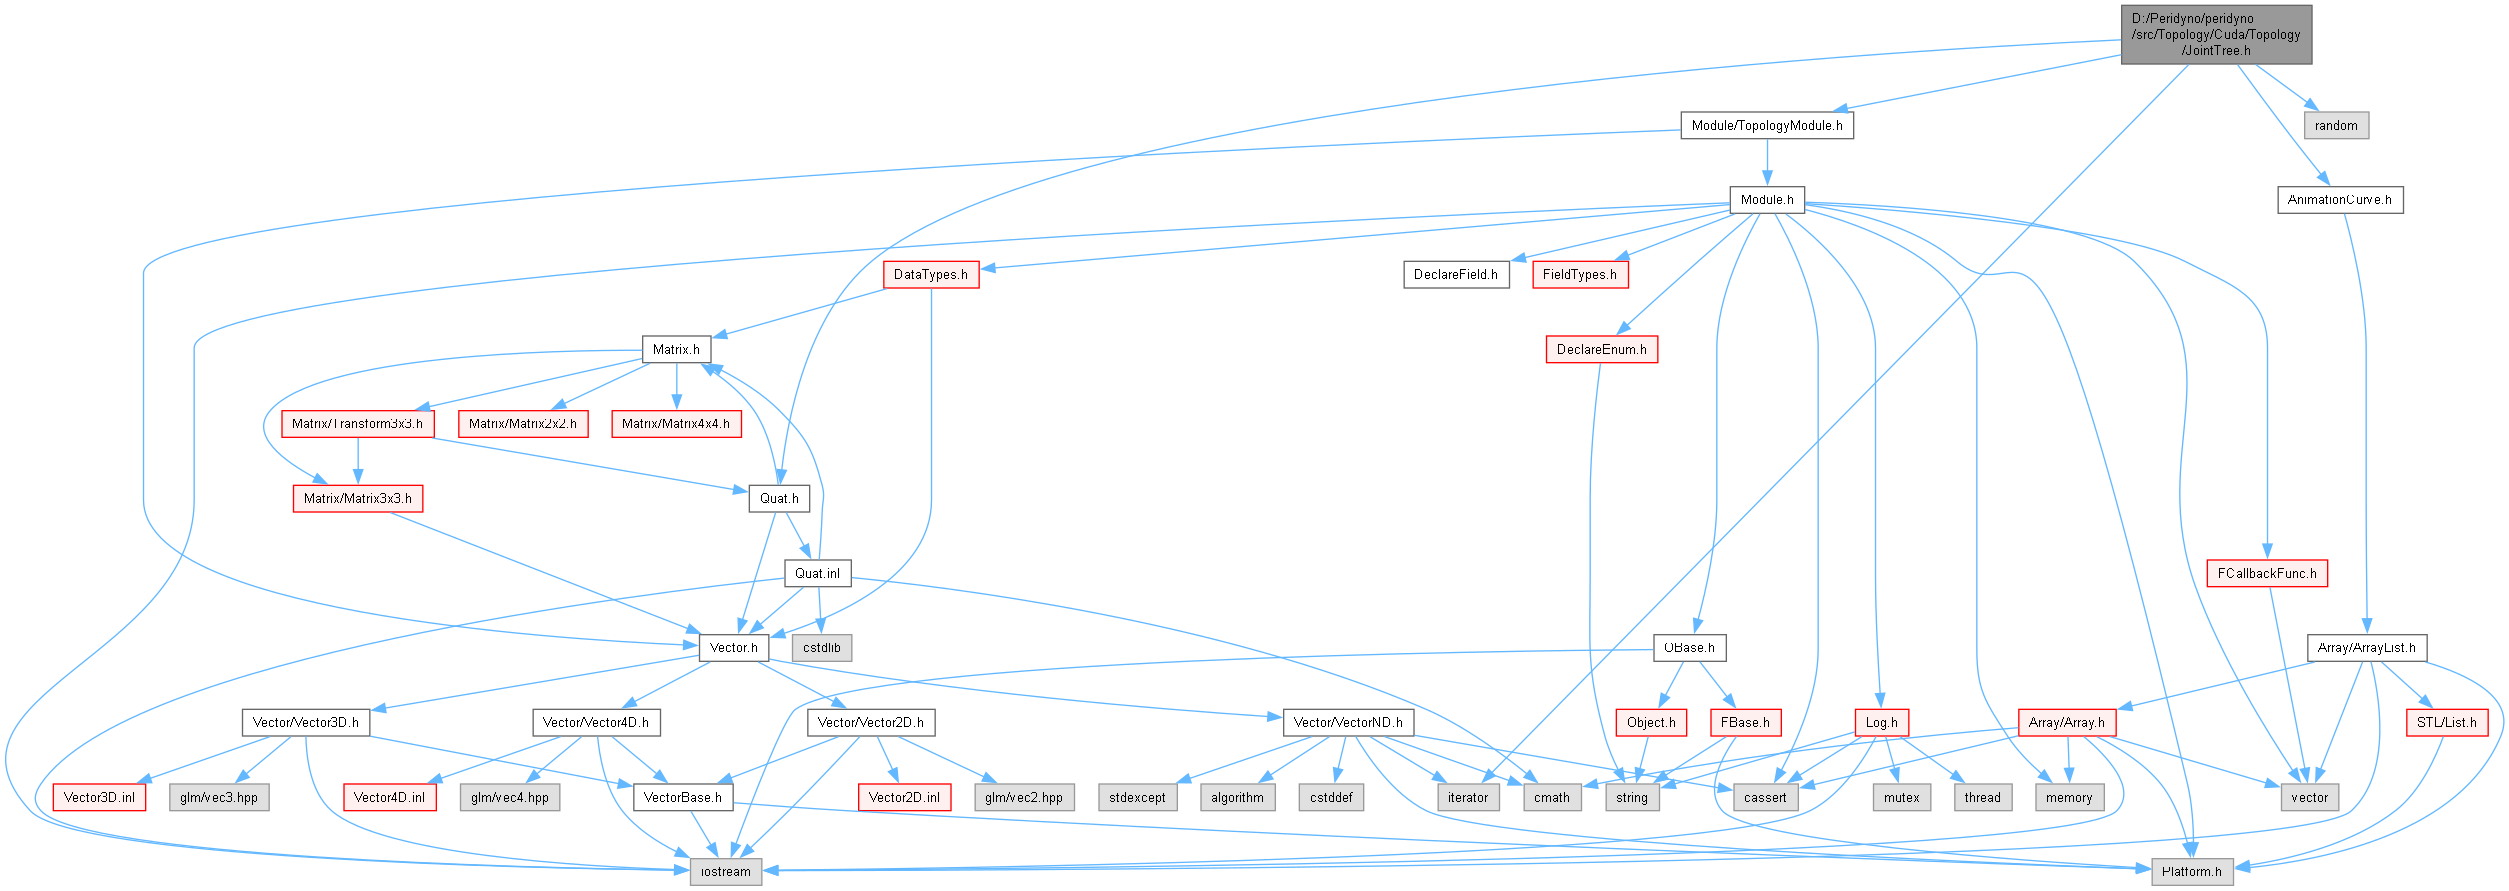 D:/Peridyno/peridyno
/src/Topology/Cuda/Topology
/JointTree.h
Module/TopologyModule.h
random
Module.h
AnimationCurve.h
DataTypes.h
DeclareField.h
FieldTypes.h
Matrix.h
DeclareEnum.h
Matrix/Transform3x3.h
Matrix/Matrix2x2.h
Matrix/Matrix4x4.h
Matrix/Matrix3x3.h
Quat.h
Quat.inl
FCallbackFunc.h
Vector.h
cstdlib
OBase.h
Array/ArrayList.h
Vector/Vector3D.h
Vector/Vector4D.h
Vector/Vector2D.h
Vector/VectorND.h
Object.h
FBase.h
Log.h
Array/Array.h
STL/List.h
Vector3D.inl
glm/vec3.hpp
Vector4D.inl
glm/vec4.hpp
VectorBase.h
Vector2D.inl
glm/vec2.hpp
stdexcept
algorithm
cstddef
iterator
cmath
string
cassert
mutex
thread
memory
vector
iostream
Platform.h